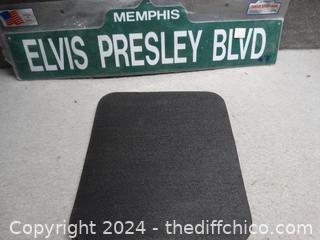 MEMPHIS
ELVIS PRESLEY BLVD
Copyright 2024 - thediffchico.com